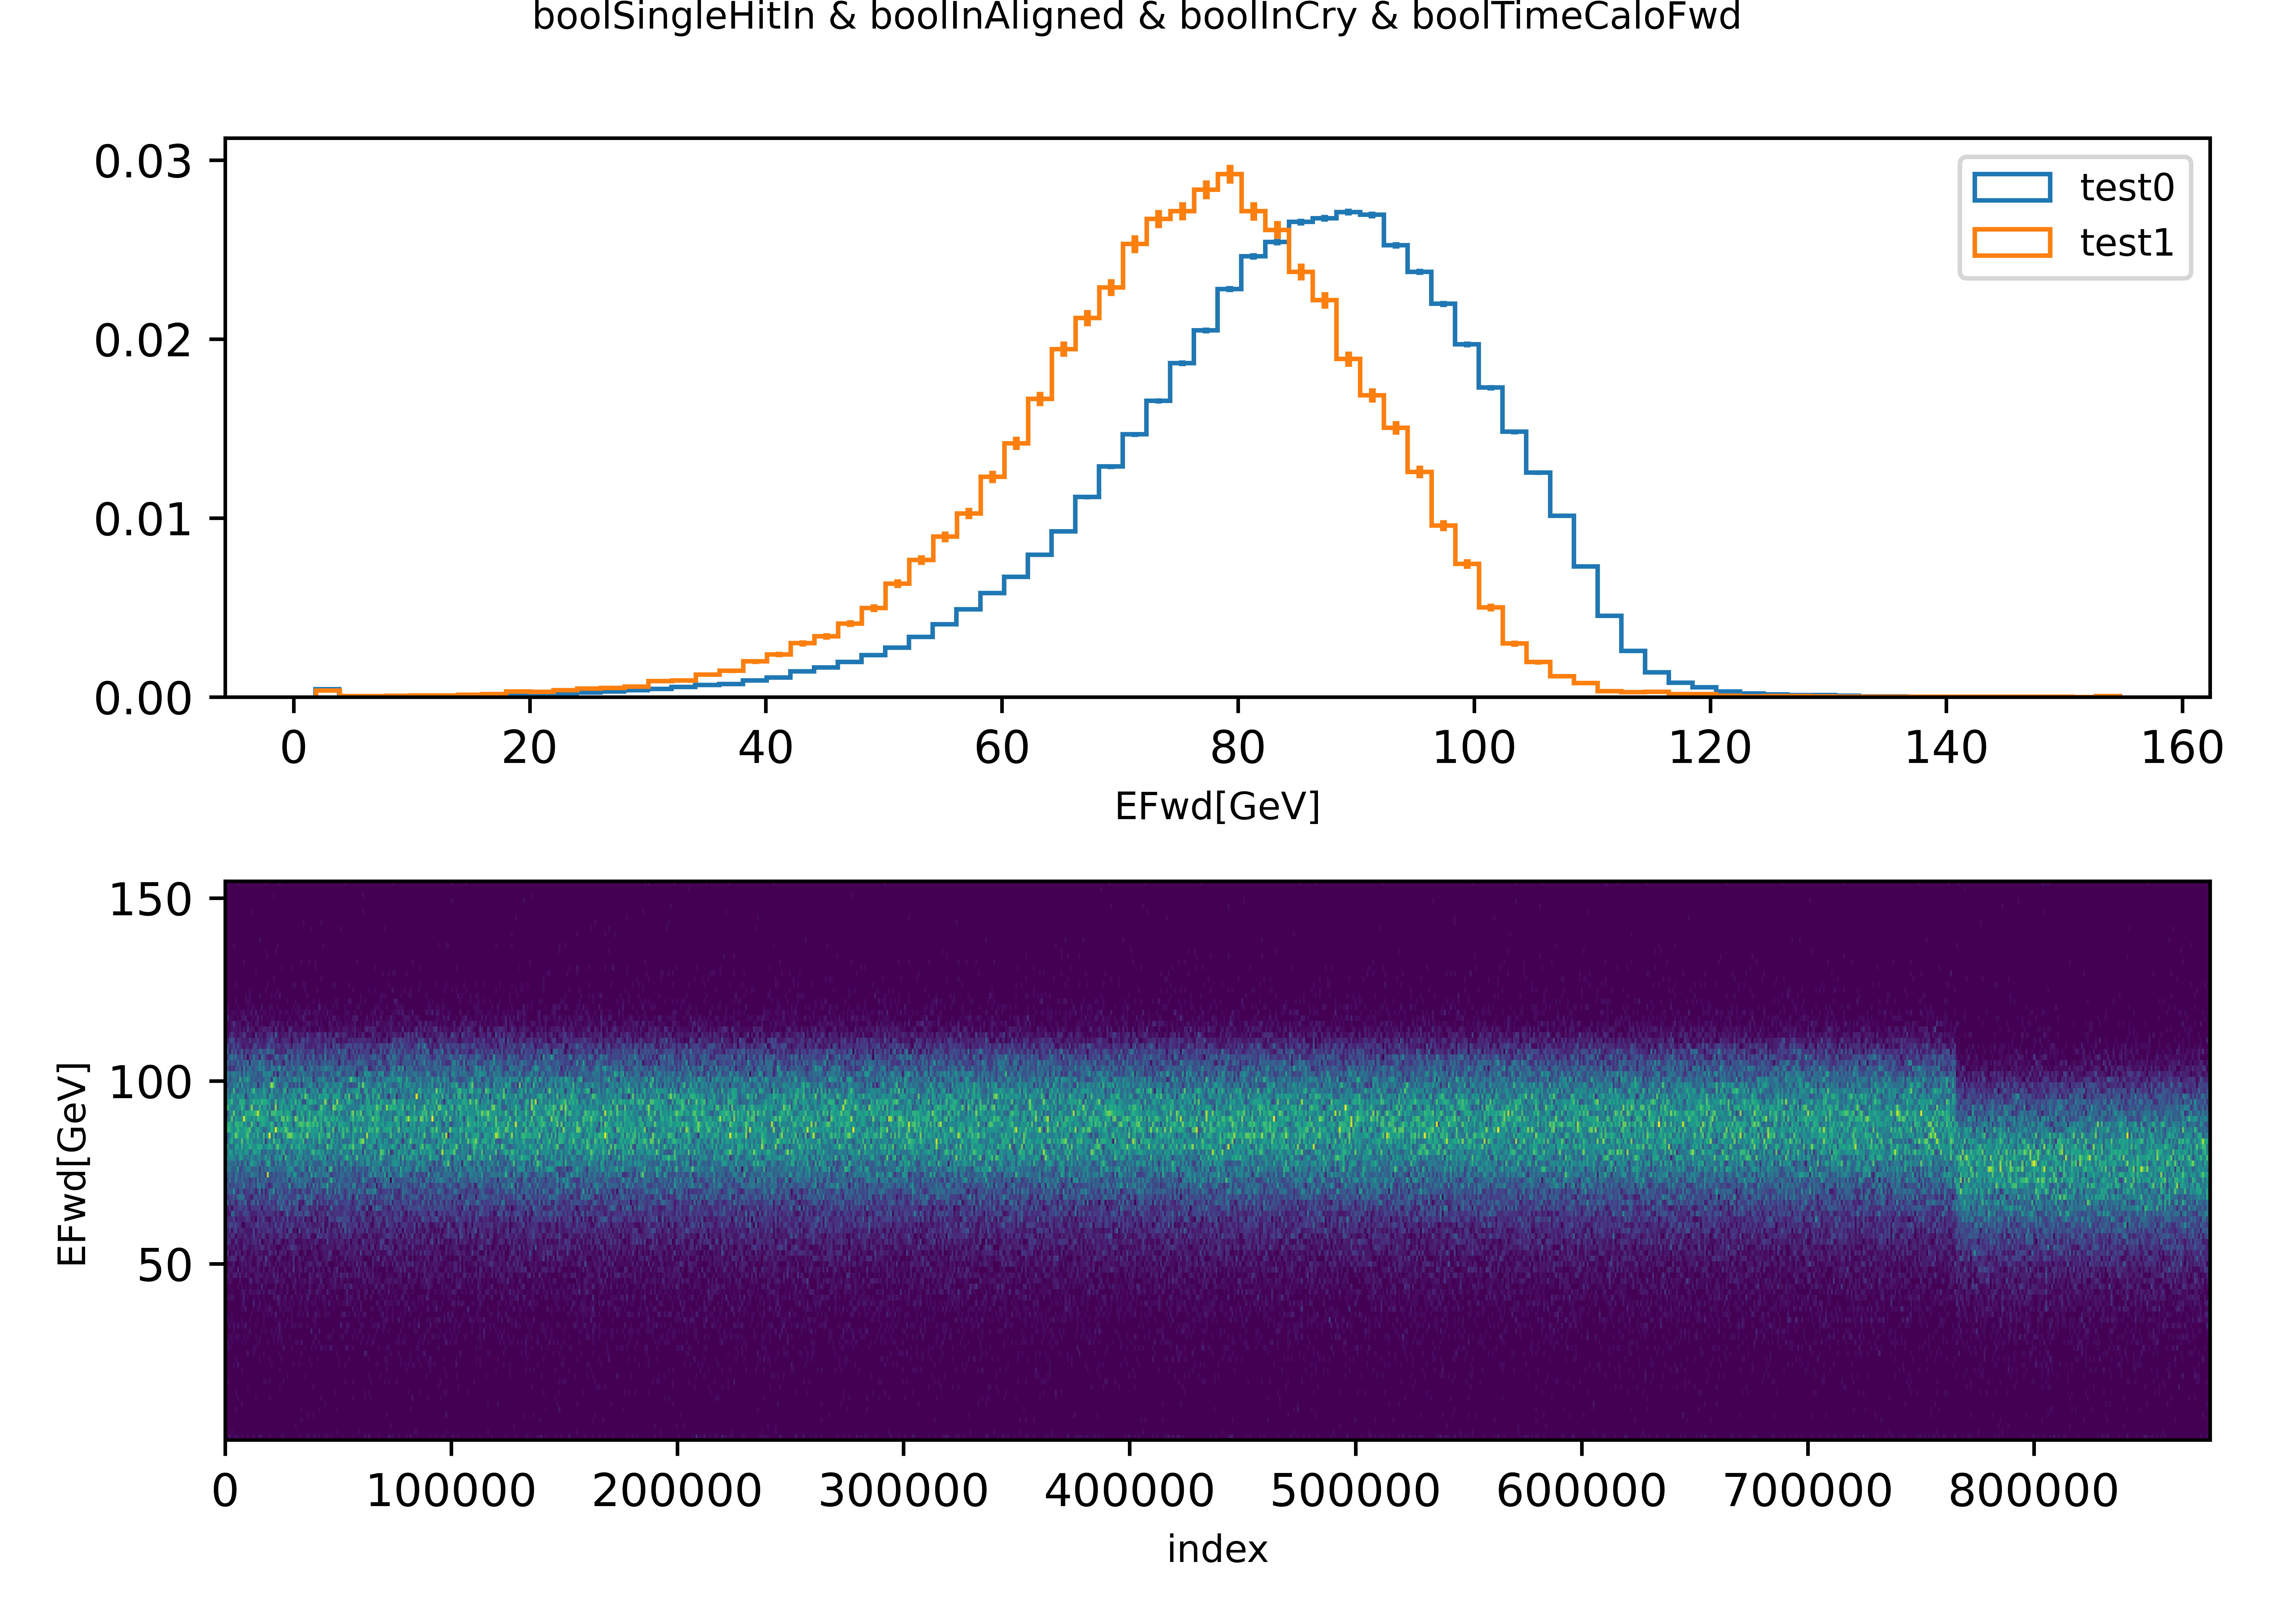 boolSingleHitIn & boolInAligned & boolInCry & boolTimeCaloFwd
0.03
0.02
0.01
0.00
test0
test1
0 20 40 60 80 100 120 140 160
EFwd[GeV]
150
100
50
EFwd[GeV]
0 100000 200000 300000 400000 500000 600000 700000 800000
index